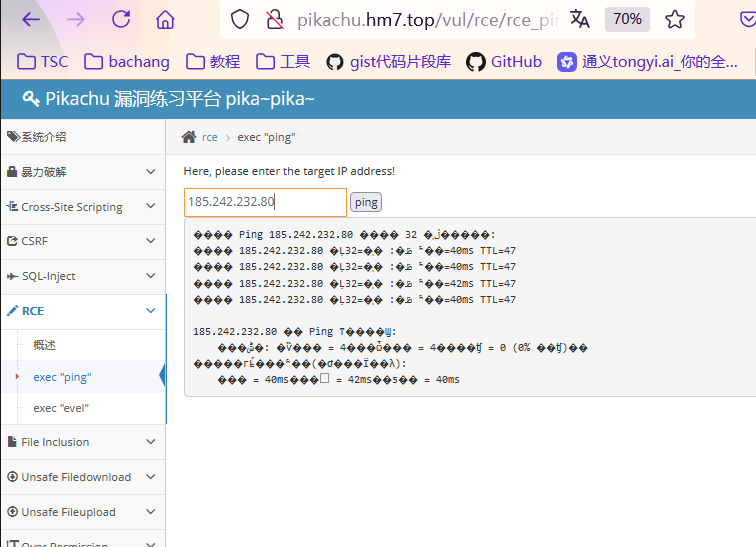 pikachu.hm7.top/vul/rce/rce_pi
70%
TSC bachang 教程 工具 gist代码片段库 GitHub 通义tongyi.ai_你的全...
Pikachu 漏洞练习平台 pika~pika~
系统介绍
暴力破解
Cross-Site Scripting
CSRF
SQL-Inject
RCE
概述
exec "ping"
exec "evel"
File Inclusion
Unsafe Filedownload
Unsafe Fileupload
Over Permission
rce > exec "ping"
Here, please enter the target IP address!
185.242.232.80 ping
���� Ping 185.242.232.80 ���� 32
���� 185.242.232.80 =40ms TTL=47
���� 185.242.232.80 =40ms TTL=47
���� 185.242.232.80 =42ms TTL=47
���� 185.242.232.80 =40ms TTL=47
185.242.232.80 �� Ping
= 4 = 4 = 0 (0%
��� = 40ms = 42ms = 40ms